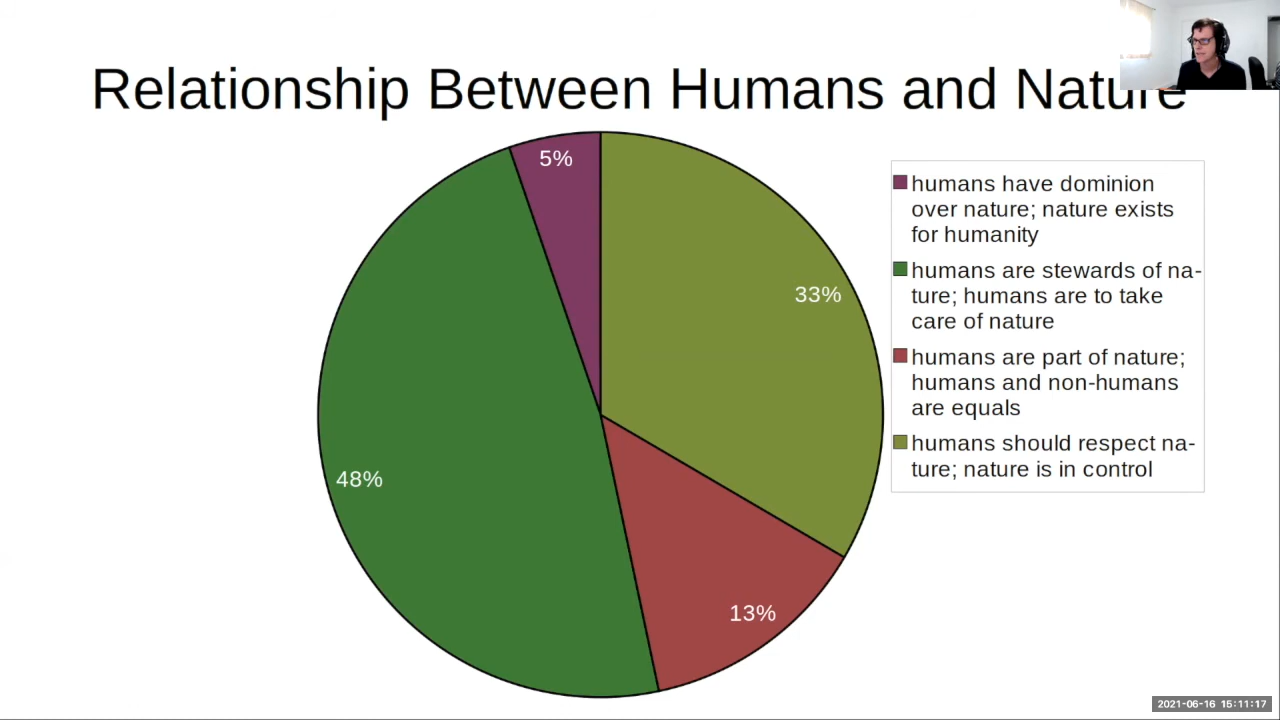 Relationship Between Humans and Nature
5%
33%
48%
13%
humans have dominion
over nature; nature exists
for humanity
humans are stewards of na-
ture; humans are to take
care of nature
humans are part of nature;
humans and non-humans
are equals
humans should respect na-
ture; nature is in control
2021-06-16 15:11:17